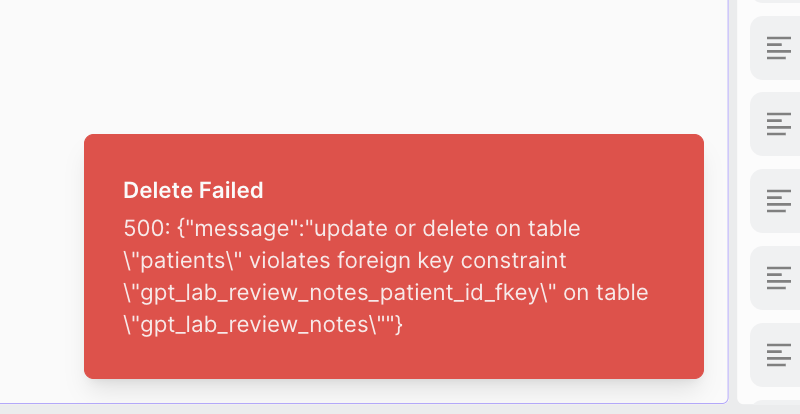 Delete Failed
500: {"message":"update or delete on table
\"patients\" violates foreign key constraint
\"gpt_lab_review_notes_patient_id_fkey\" on table
\"gpt_lab_review_notes\""}